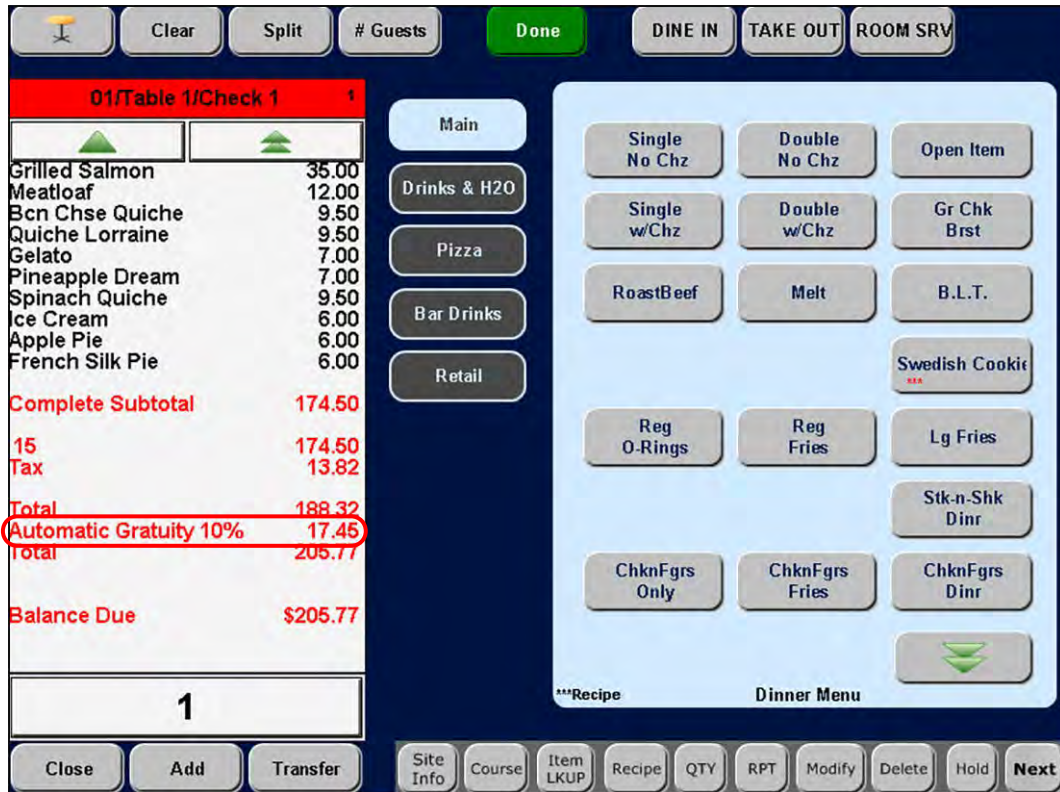 Clear Split # Guests Done DINE IN TAKE OUT ROOM SRV
01/Table 1/Check 1 1
Grilled Salmon 35.00
Meatloaf 12.00
Bcn Chse Quiche 9.50
Quiche Lorraine 9.50
Gelato 7.00
Pineapple Dream 7.00
Spinach Quiche 9.50
Ice Cream 6.00
Apple Pie 6.00
French Silk Pie 6.00
Complete Subtotal 174.50
15 174.50
Tax 13.82
Total 188.32
Automatic Gratuity 10% 17.45
Total 205.77
Balance Due $205.77
1
Close Add Transfer
Main
Drinks & H2O
Pizza
Bar Drinks
Retail
Single No Chz
Double No Chz
Open Item
Single w/Chz
Double w/Chz
Gr Chk Brst
RoastBeef
Melt
B.L.T.
Swedish Cookie
***
Reg O-Rings
Reg Fries
Lg Fries
Stk-n-Shk Dinr
ChknFgrs Only
ChknFgrs Fries
ChknFgrs Dinr
***Recipe Dinner Menu
Site Info Course Item LKUP Recipe QTY RPT Modify Delete Hold Next